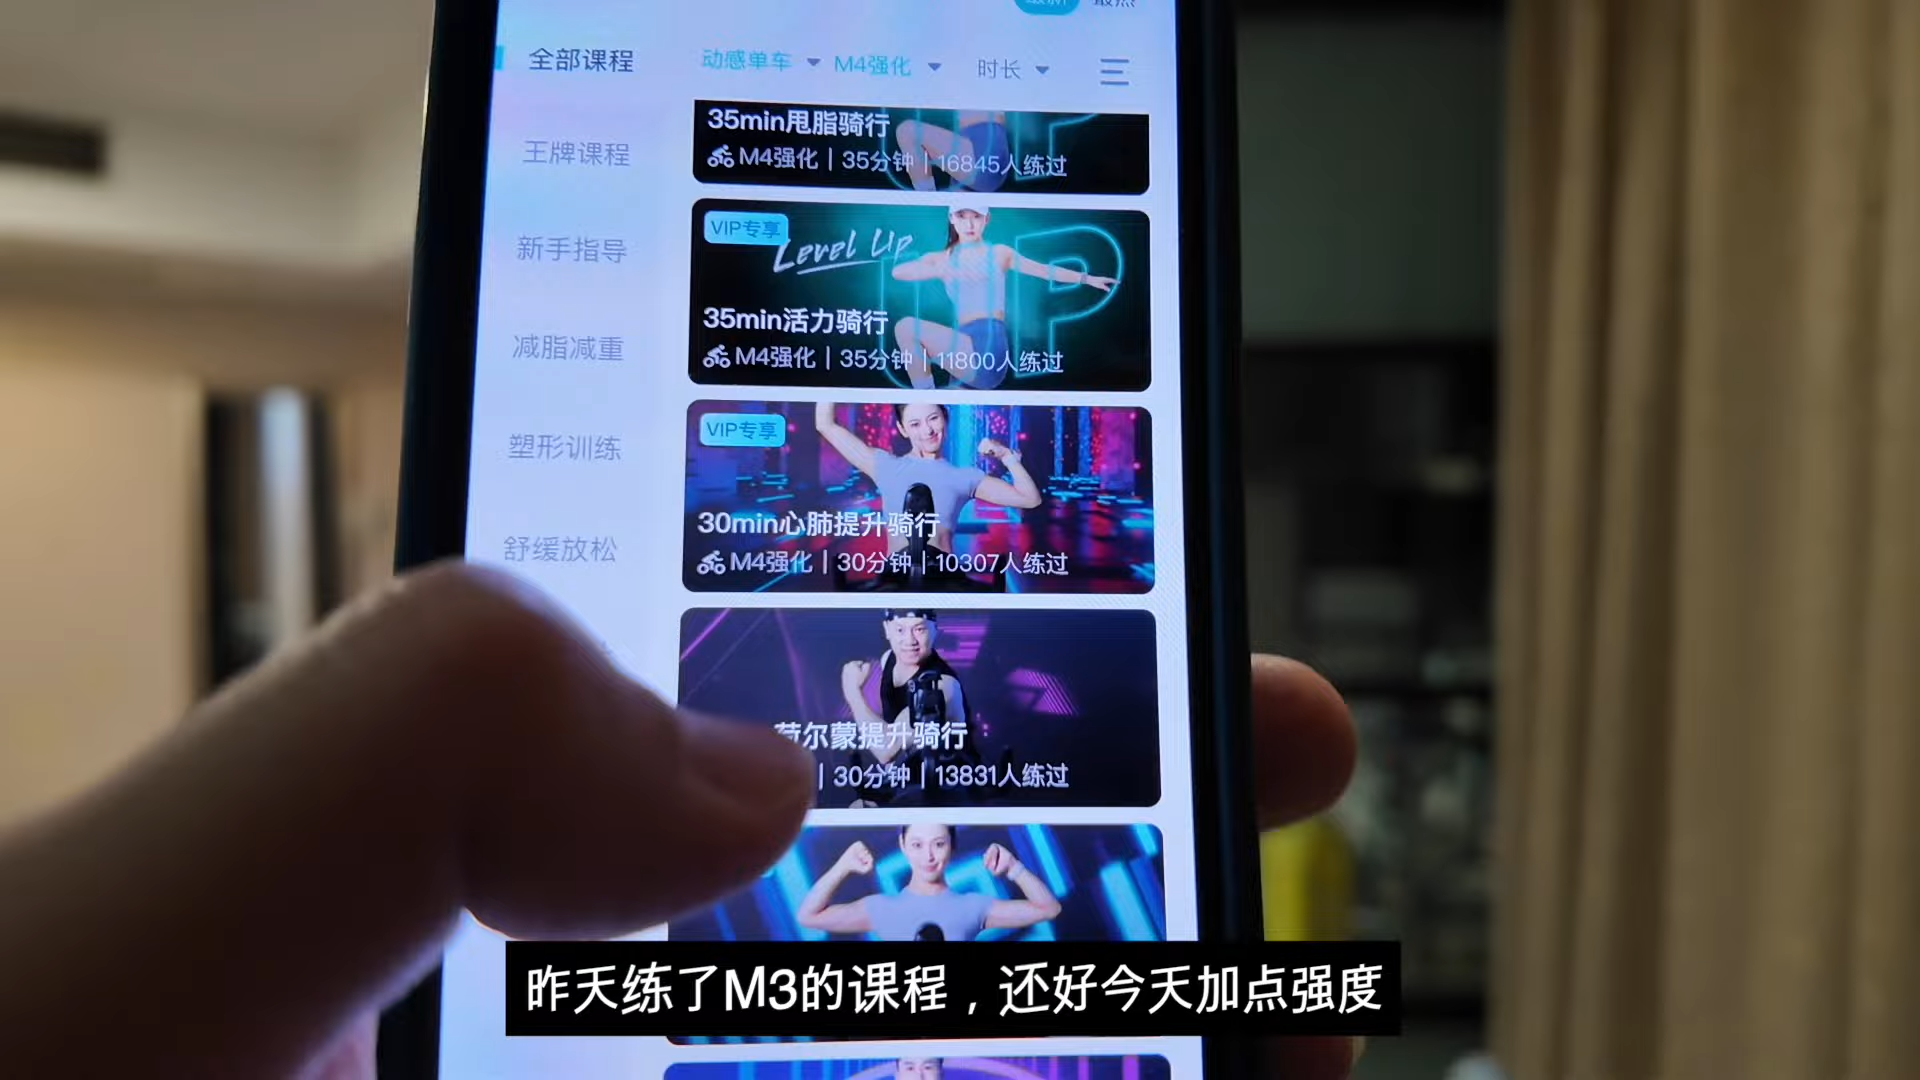 最热
全部课程
动感单车
M4强化
时长
王牌课程
新手指导
减脂减重
塑形训练
舒缓放松
35min甩脂骑行
M4强化 | 35分钟 | 16845人练过
VIP专享
Level Up
UP
35min活力骑行
M4强化 | 35分钟 | 11800人练过
VIP专享
30min心肺提升骑行
M4强化 | 30分钟 | 10307人练过
荷尔蒙提升骑行
| 30分钟 | 13831人练过
昨天练了M3的课程，还好今天加点强度